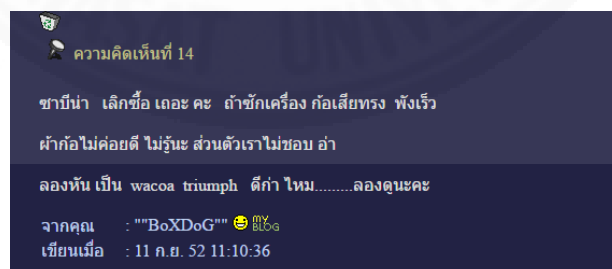 ความคิดเห็นที่ 14
ซาบีน่า เลิกซื้อ เถอะ คะ ถ้าซักเครื่อง ก้อเสียทรง พังเร็ว
ผ้าก้อไม่ค่อยดี ไม่รู้นะ ส่วนตัวเราไม่ชอบ อ่า
ลองหัน เป็น wacoa triumph ดีก่า ไหม.........ลองดูนะคะ
จากคุณ : ""BoXDoG"" MY BLOG
เขียนเมื่อ : 11 ก.ย. 52 11:10:36